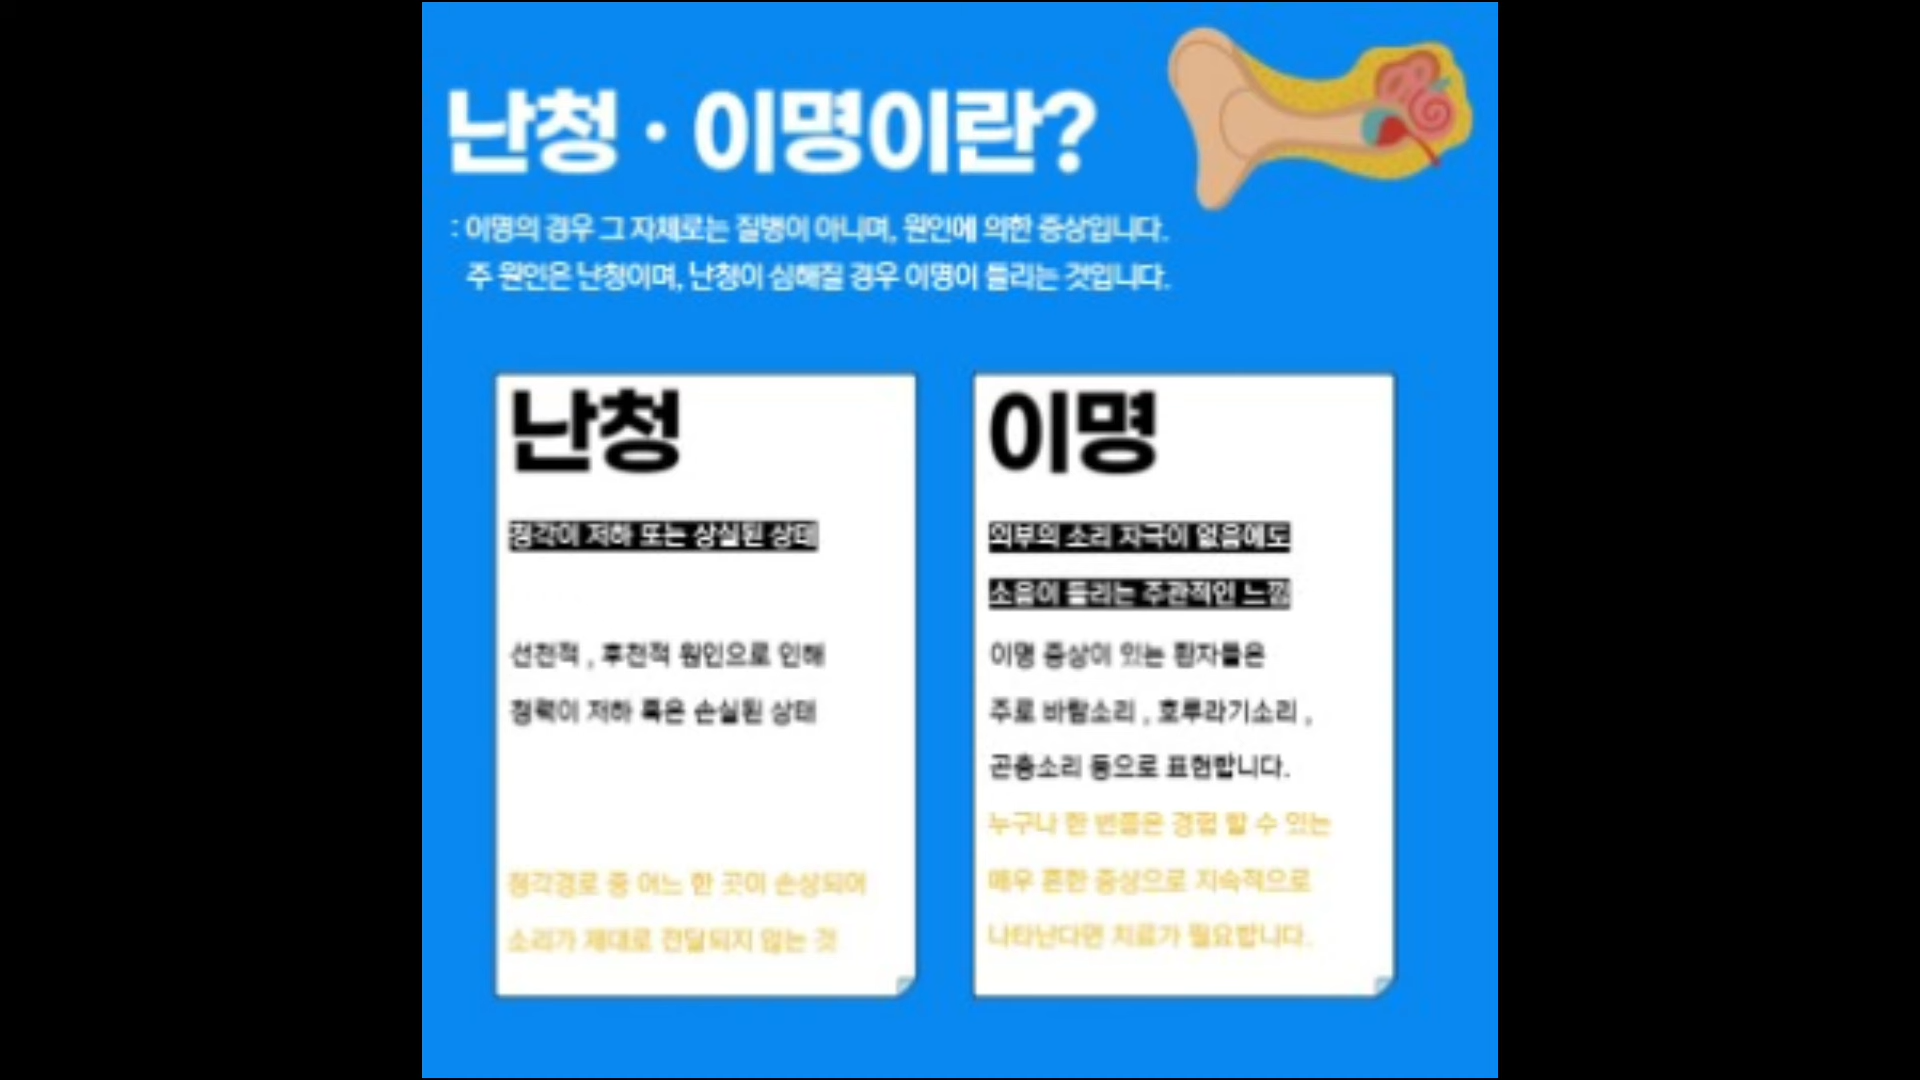 난청 · 이명이란?
: 이명의 경우 그 자체로는 질병이 아니며, 원인에 의한 증상입니다.
주 원인은 난청이며, 난청이 심해질 경우 이명이 들리는 것입니다.
난청
청각이 저하 또는 상실된 상태
선천적 , 후천적 원인으로 인해
청력이 저하 혹은 손실된 상태
청각경로 중 어느 한 곳이 손상되어
소리가 제대로 전달되지 않는 것
이명
외부의 소리 자극이 없음에도
소음이 들리는 주관적인 느낌
이명 증상이 있는 환자들은
주로 바람소리 , 호루라기소리 ,
곤충소리 등으로 표현합니다.
누구나 한 번쯤은 경험 할 수 있는
매우 흔한 증상으로 지속적으로
나타난다면 치료가 필요합니다.